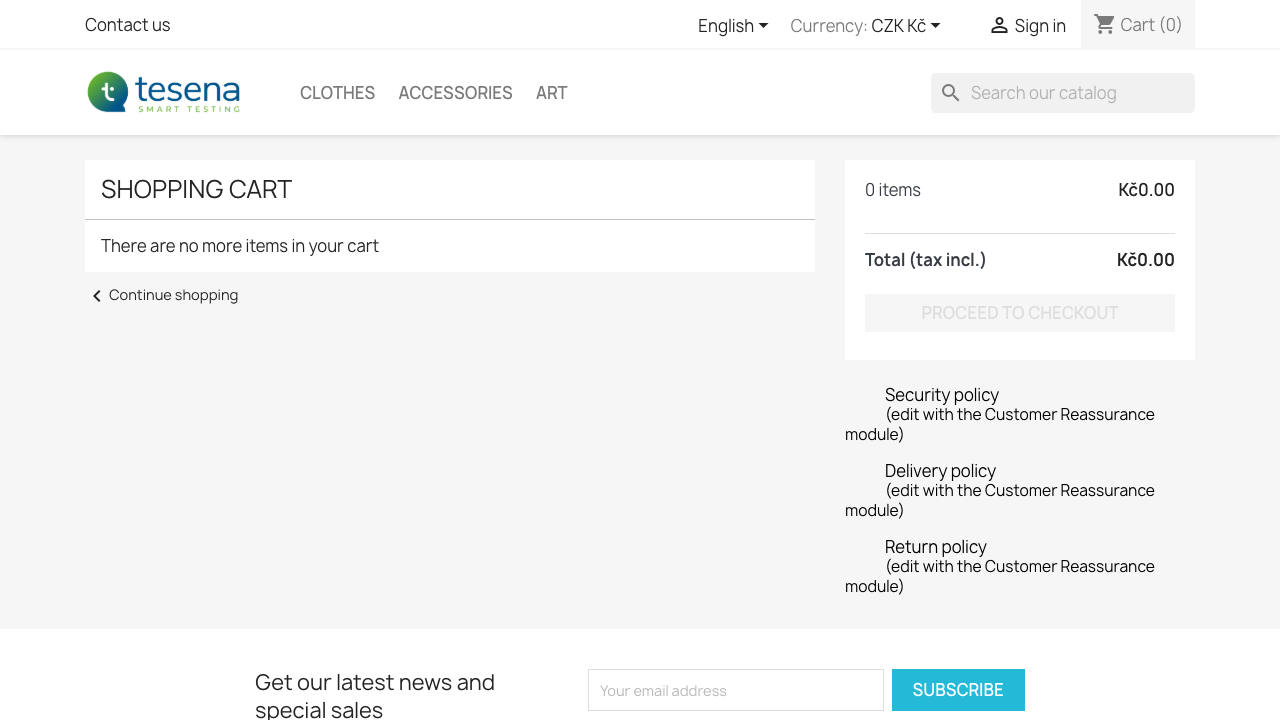 Contact us
English
Currency: CZK Kč
Sign in
Cart (0)
tesena
SMART TESTING
CLOTHES
ACCESSORIES
ART
Search our catalog
SHOPPING CART
There are no more items in your cart
Continue shopping
0 items
Kč0.00
Total (tax incl.)
Kč0.00
PROCEED TO CHECKOUT
Security policy
(edit with the Customer Reassurance
module)
Delivery policy
(edit with the Customer Reassurance
module)
Return policy
(edit with the Customer Reassurance
module)
Get our latest news and
special sales
Your email address
SUBSCRIBE